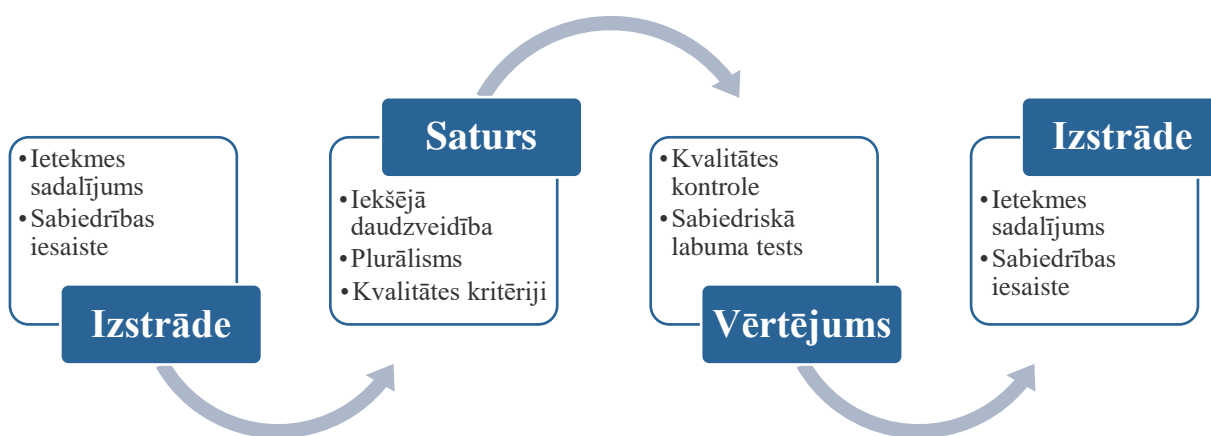 • Ietekmes
sadalījums
• Sabiedrības
iesaiste
Izstrāde
Saturs
• Iekšējā
daudzveidība
• Plurālisms
• Kvalitātes kritēriji
• Kvalitātes
kontrole
• Sabiedriskā
labuma tests
Vērtējums
Izstrāde
• Ietekmes
sadalījums
• Sabiedrības
iesaiste